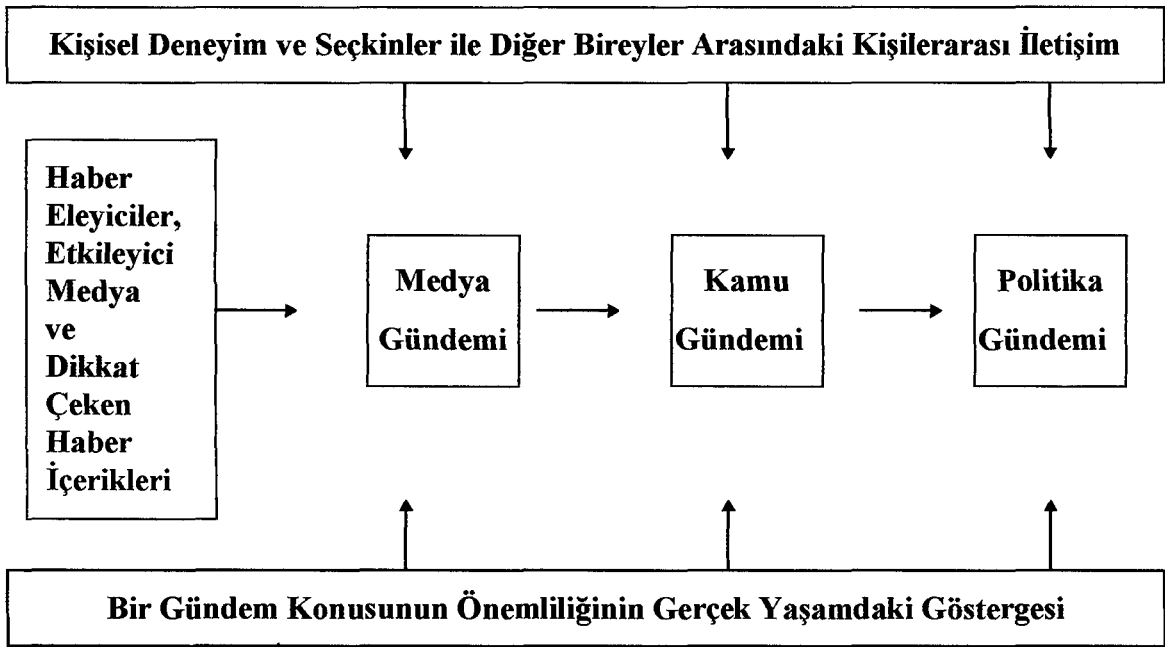 Kişisel Deneyim ve Seçkinler ile Diğer Bireyler Arasındaki Kişilerarası İletişim
Haber
Eleyiciler,
Etkileyici
Medya
ve
Dikkat
Çeken
Haber
İçerikleri
Medya
Gündemi
Kamu
Gündemi
Politika
Gündemi
Bir Gündem Konusunun Önemliliğinin Gerçek Yaşamdaki Göstergesi